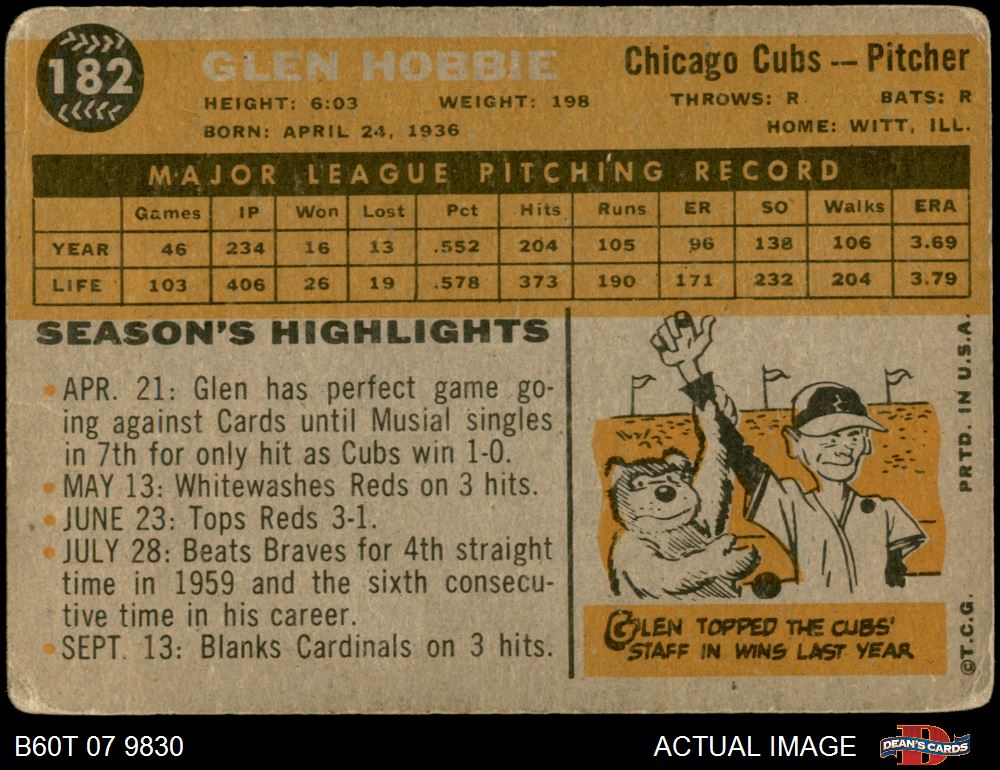 182
GLEN HOBBIE
Chicago Cubs -- Pitcher
HEIGHT: 6:03 WEIGHT: 198 THROWS: R BATS: R
BORN: APRIL 24, 1936 HOME: WITT, ILL.
MAJOR LEAGUE PITCHING RECORD
Games IP Won Lost Pct Hits Runs ER SO Walks ERA
YEAR 46 234 16 13 .552 204 105 96 138 106 3.69
LIFE 103 406 26 19 .578 373 190 171 232 204 3.79
SEASON'S HIGHLIGHTS
• APR. 21: Glen has perfect game go-
ing against Cards until Musial singles
in 7th for only hit as Cubs win 1-0.
• MAY 13: Whitewashes Reds on 3 hits.
• JUNE 23: Tops Reds 3-1.
• JULY 28: Beats Braves for 4th straight
time in 1959 and the sixth consecu-
tive time in his career.
• SEPT. 13: Blanks Cardinals on 3 hits.
GLEN TOPPED THE CUBS'
STAFF IN WINS LAST YEAR
©T.C.G. PRTD. IN U.S.A.
B60T 07 9830
ACTUAL IMAGE
DEAN'S CARDS